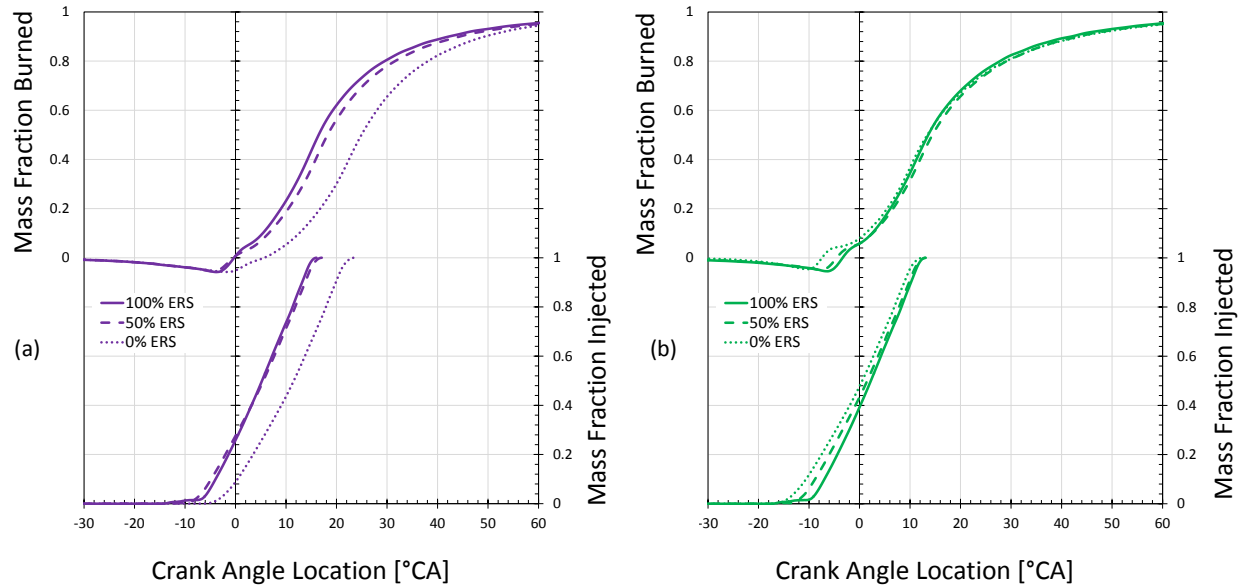 Mass Fraction Burned
1
0.8
0.6
0.4
0.2
0
100% ERS
50% ERS
0% ERS
(a)
1
0.8
0.6
0.4
0.2
0
Mass Fraction Injected
-30 -20 -10 0 10 20 30 40 50 60
Crank Angle Location [°CA]
Mass Fraction Burned
1
0.8
0.6
0.4
0.2
0
100% ERS
50% ERS
0% ERS
(b)
1
0.8
0.6
0.4
0.2
0
Mass Fraction Injected
-30 -20 -10 0 10 20 30 40 50 60
Crank Angle Location [°CA]